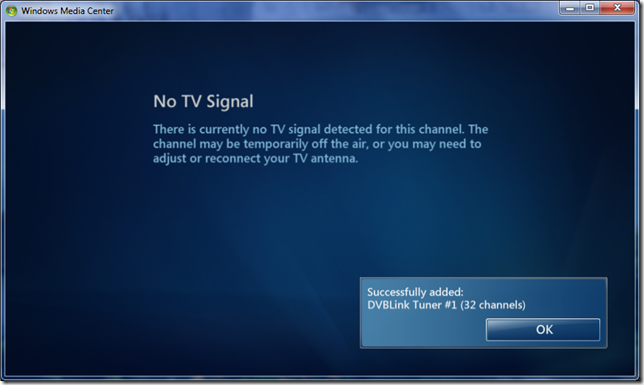 Windows Media Center
No TV Signal
There is currently no TV signal detected for this channel. The
channel may be temporarily off the air, or you may need to
adjust or reconnect your TV antenna.
Successfully added:
DVBLink Tuner #1 (32 channels)
OK